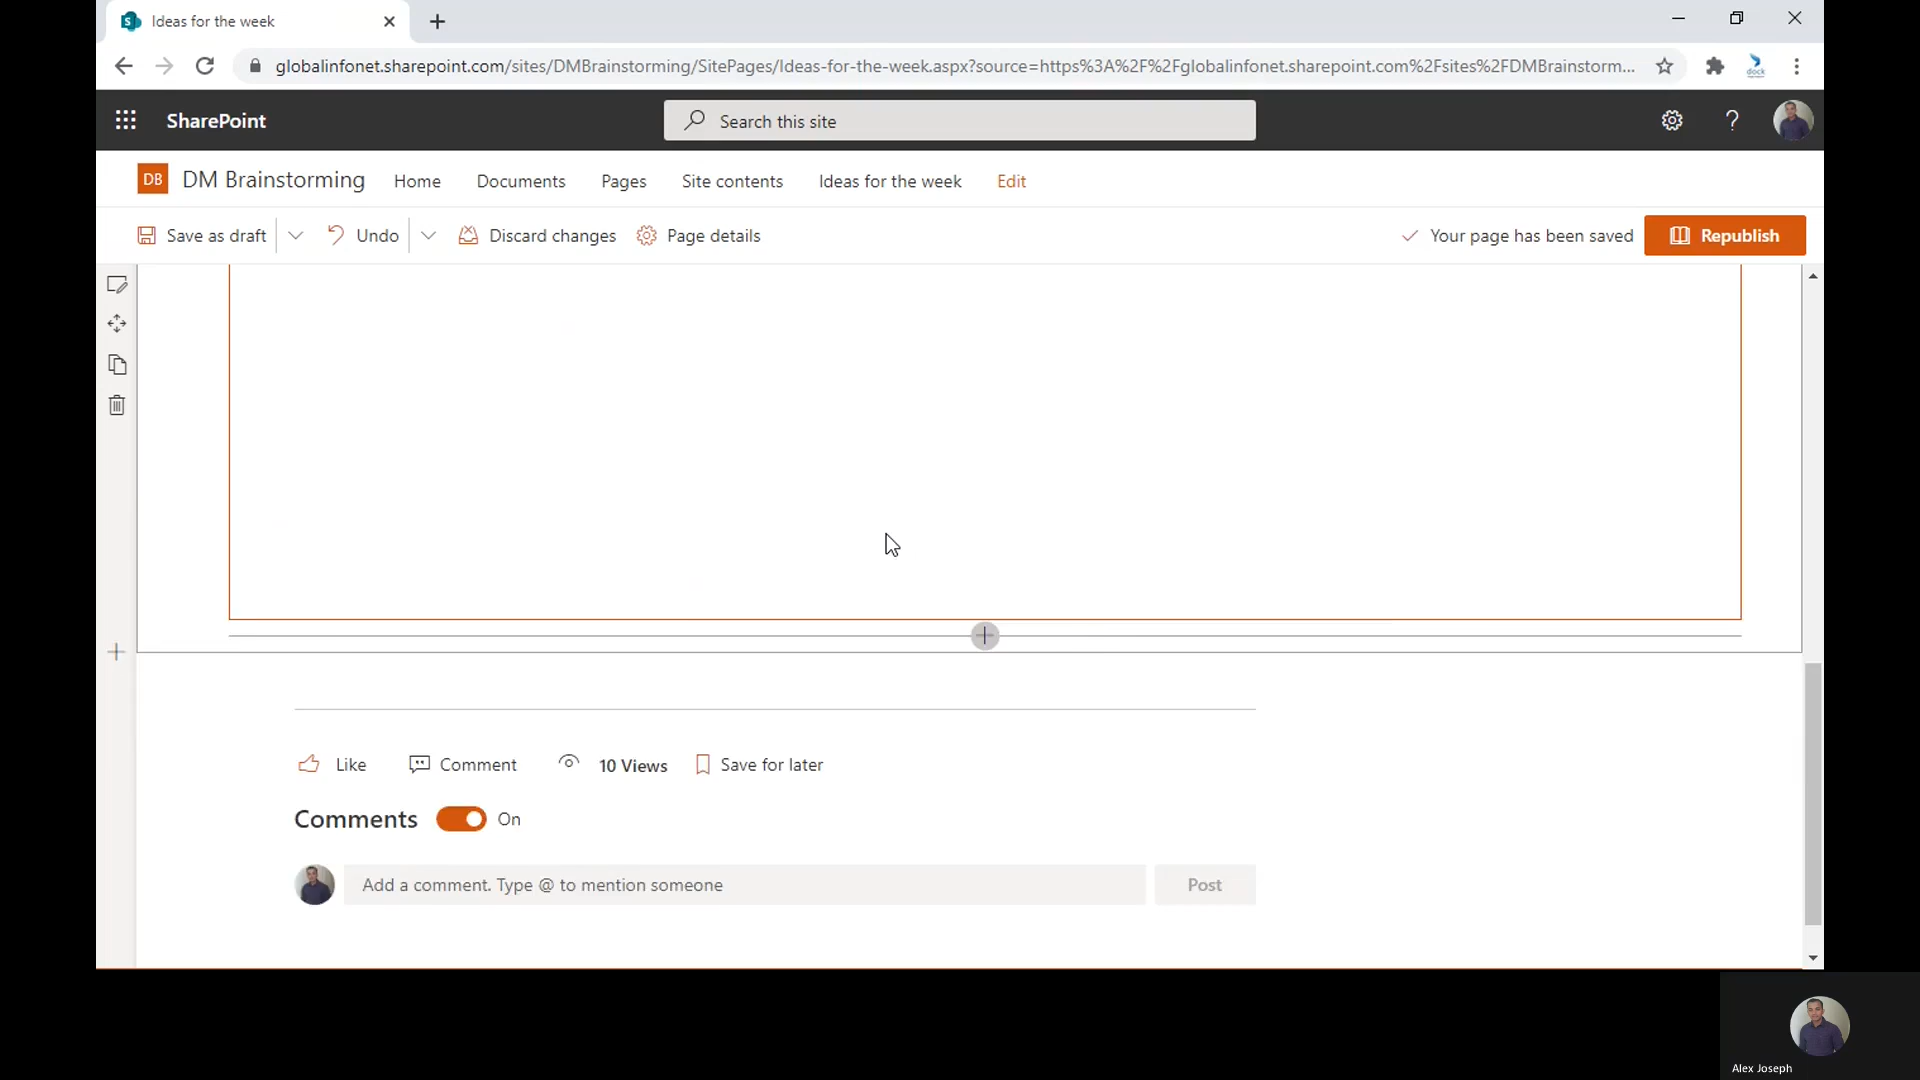 Ideas for the week
globalinfonet.sharepoint.com/sites/DMBrainstorming/SitePages/Ideas-for-the-week.aspx?source=https%3A%2F%2Fglobalinfonet.sharepoint.com%2Fsites%2FDMBrainstorm...
dock
SharePoint
Search this site
DB DM Brainstorming Home Documents Pages Site contents Ideas for the week Edit
Save as draft Undo Discard changes Page details Your page has been saved Republish
Like Comment 10 Views Save for later
Comments On
Add a comment. Type @ to mention someone Post
Alex Joseph